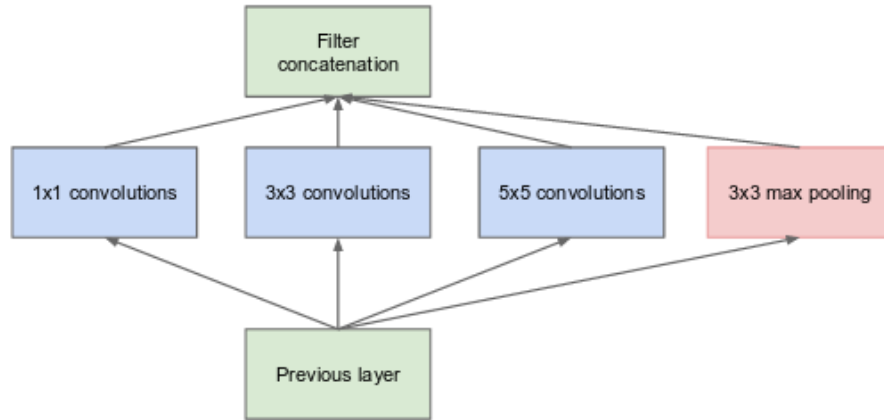 Filter
concatenation
1x1 convolutions
3x3 convolutions
5x5 convolutions
3x3 max pooling
Previous layer